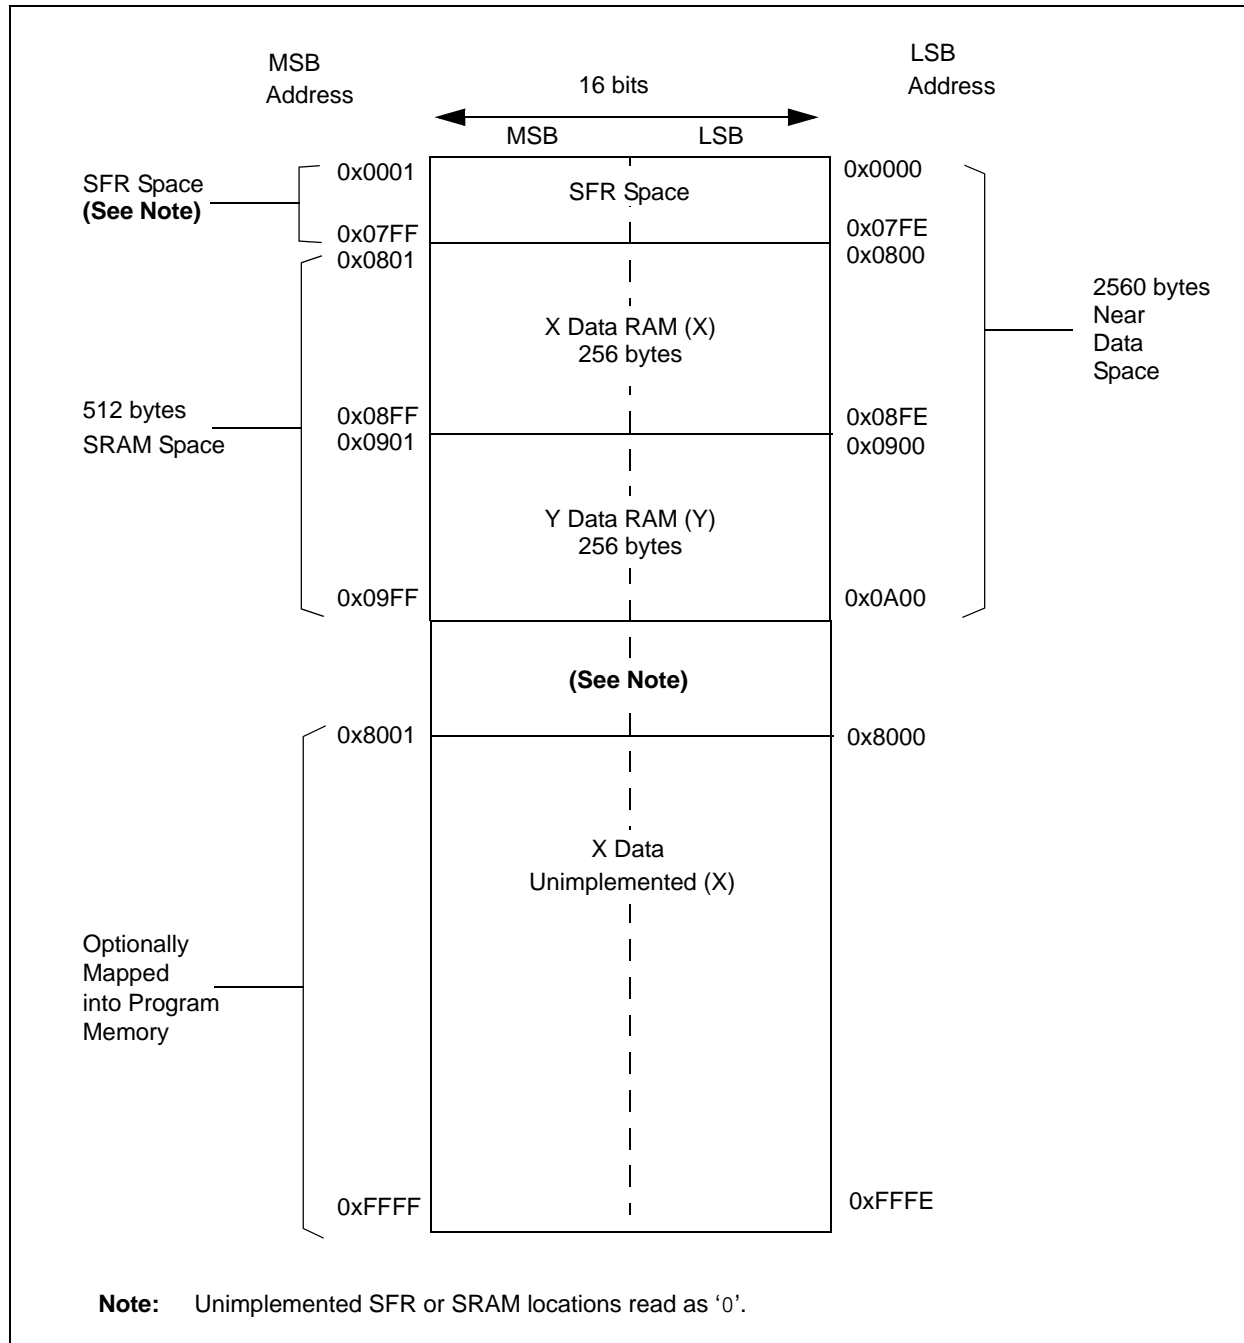 MSB
Address
16 bits
LSB
Address
MSB
LSB
SFR Space
(See Note)
0x0001
0x07FF
0x0801
SFR Space
0x0000
0x07FE
0x0800
X Data RAM (X)
256 bytes
2560 bytes
Near
Data
Space
512 bytes
SRAM Space
0x08FF
0x0901
0x08FE
0x0900
Y Data RAM (Y)
256 bytes
0x09FF
0x0A00
(See Note)
0x8001
0x8000
X Data
Unimplemented (X)
Optionally
Mapped
into Program
Memory
0xFFFF
0xFFFE
Note: Unimplemented SFR or SRAM locations read as ‘0’.